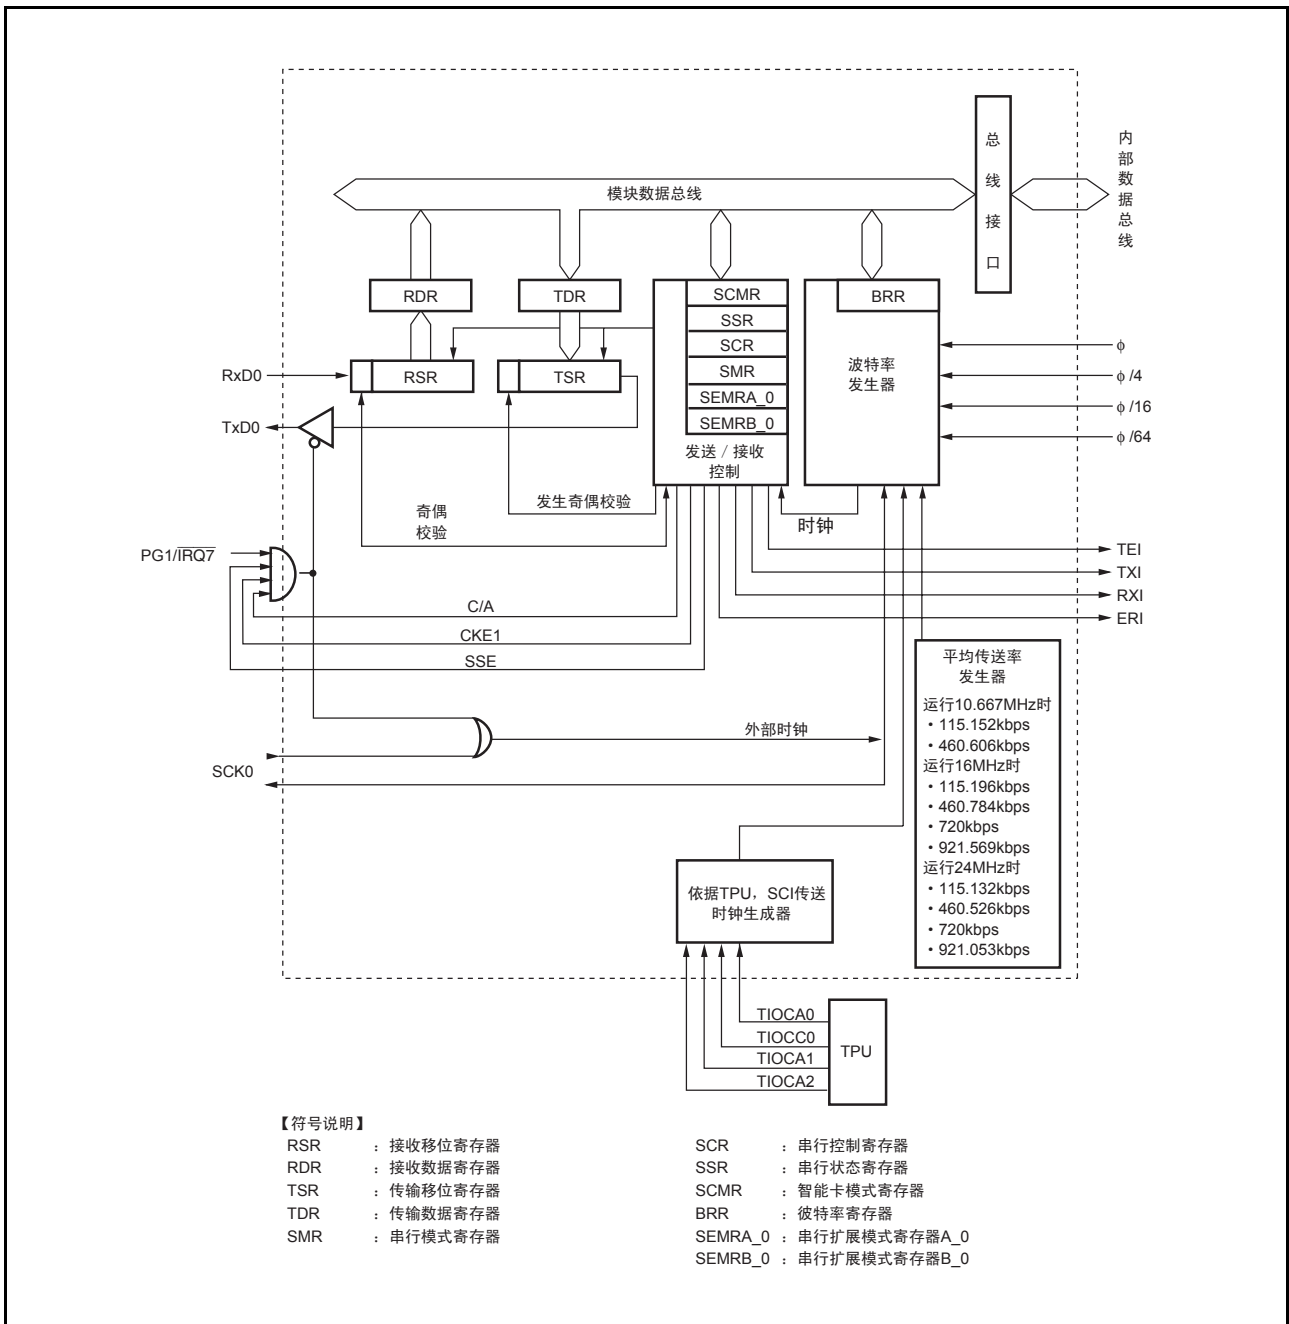 总线接口
内部数据总线
模块数据总线
RDR
TDR
SCMR
BRR
SSR
SCR
SMR
SEMRA_0
SEMRB_0
发送 / 接收
控制
波特率
发生器
φ
φ /4
φ /16
φ /64
RxD0
RSR
TSR
TxD0
奇偶
校验
发生奇偶校验
时钟
PG1/IRQ7
TEI
TXI
RXI
ERI
C/A
CKE1
SSE
平均传送率
发生器
运行10.667MHz时
・115.152kbps
・460.606kbps
运行16MHz时
・115.196kbps
・460.784kbps
・720kbps
・921.569kbps
运行24MHz时
・115.132kbps
・460.526kbps
・720kbps
・921.053kbps
外部时钟
SCK0
依据TPU，SCI传送
时钟生成器
TIOCA0
TIOCC0
TIOCA1
TIOCA2
TPU
【符号说明】
RSR ： 接收移位寄存器
RDR ： 接收数据寄存器
TSR ： 传输移位寄存器
TDR ： 传输数据寄存器
SMR ： 串行模式寄存器
SCR ： 串行控制寄存器
SSR ： 串行状态寄存器
SCMR ： 智能卡模式寄存器
BRR ： 彼特率寄存器
SEMRA_0 ： 串行扩展模式寄存器A_0
SEMRB_0 ： 串行扩展模式寄存器B_0